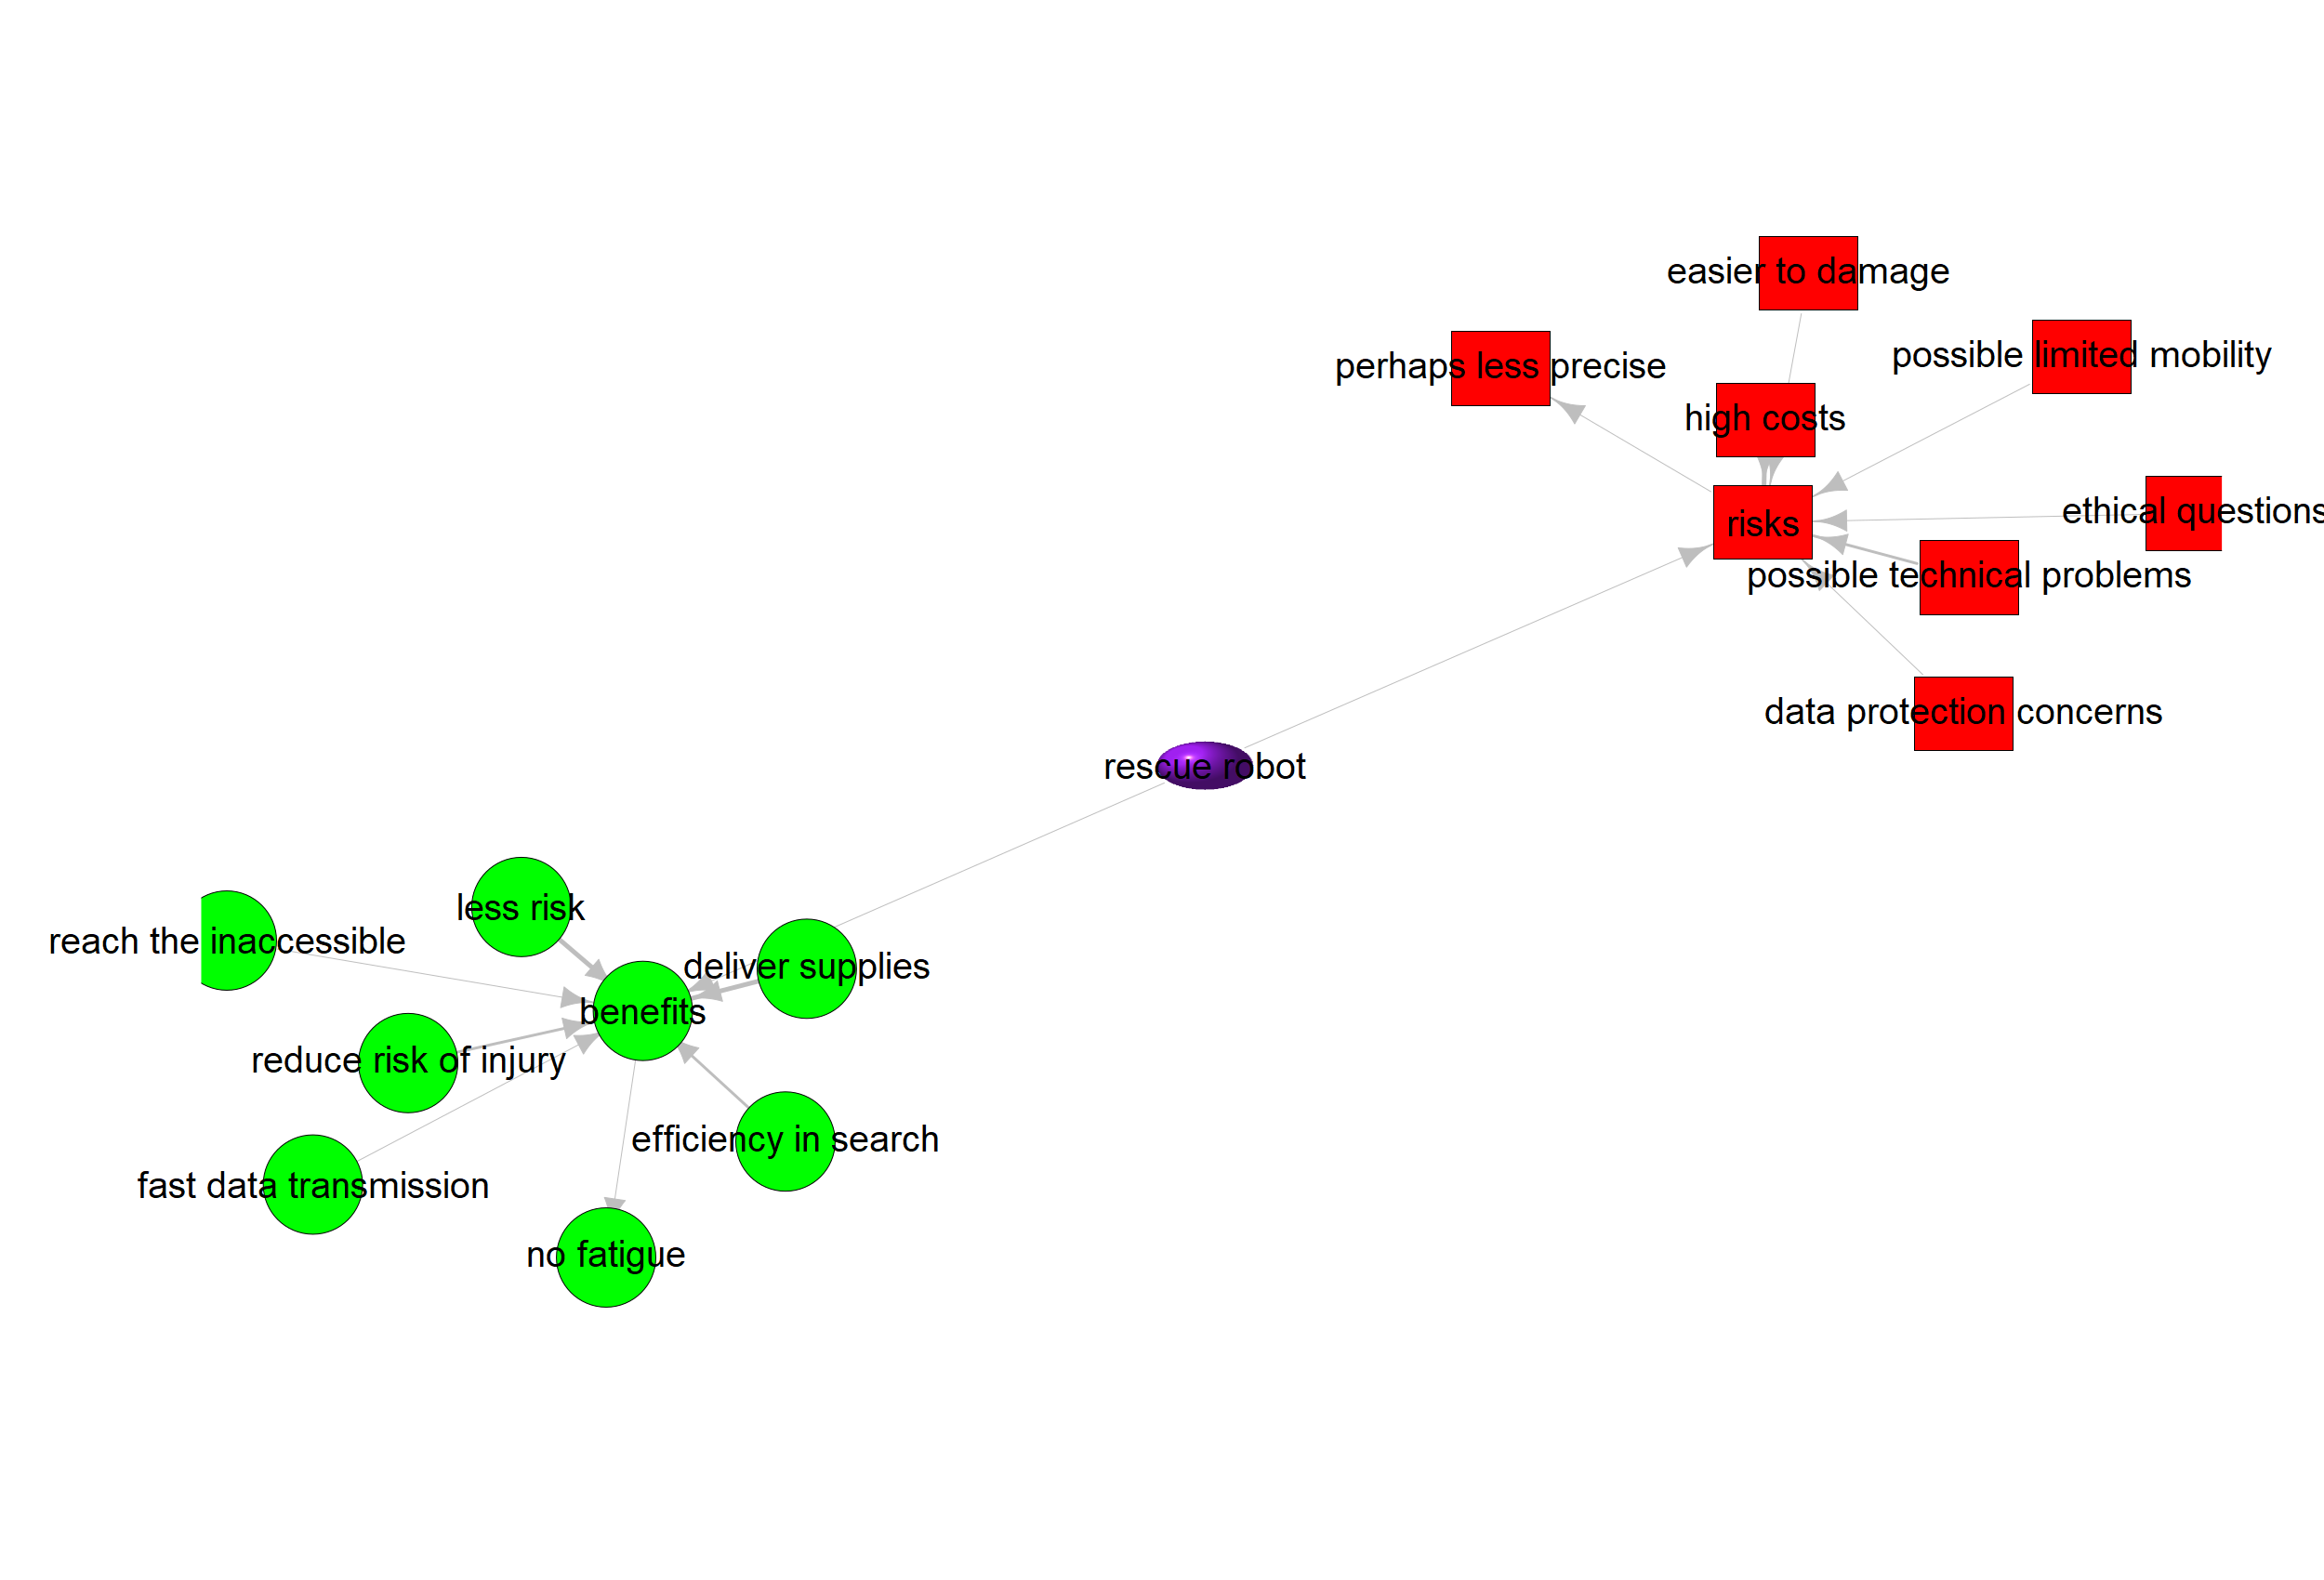 easier to damage
possible limited mobility
perhaps less precise
high costs
ethical questions
risks
possible technical problems
data protection concerns
rescue robot
less risk
reach the inaccessible
deliver supplies
benefits
reduce risk of injury
efficiency in search
fast data transmission
no fatigue